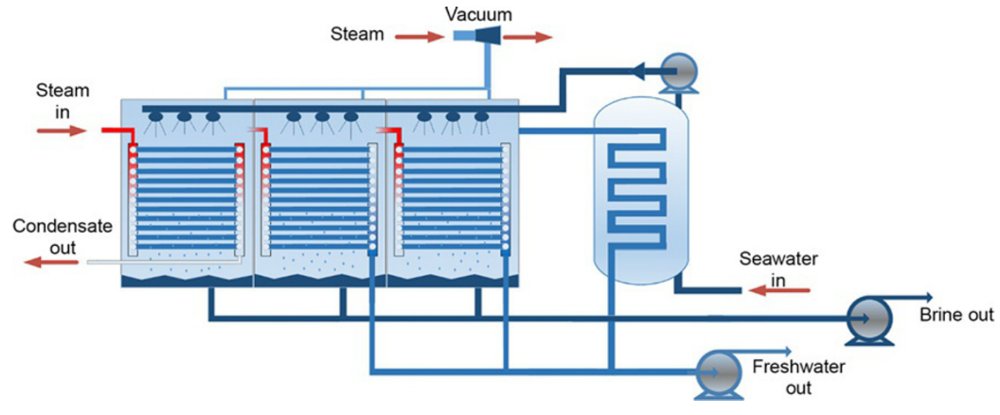 Vacuum
Steam
Steam
in
Condensate
out
Seawater
in
Brine out
Freshwater
out